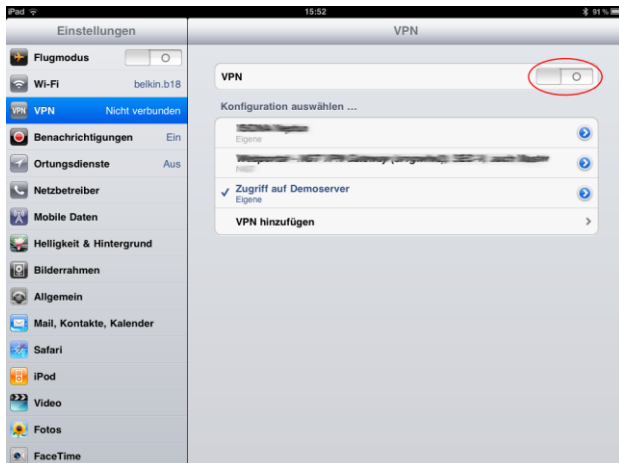 iPad
15:52
91 %
Einstellungen
VPN
Flugmodus
Wi-Fi belkin.b18
VPN VPN Nicht verbunden
Benachrichtigungen Ein
Ortungsdienste Aus
Netzbetreiber
Mobile Daten
Helligkeit & Hintergrund
Bilderrahmen
Allgemein
Mail, Kontakte, Kalender
Safari
iPod
Video
Fotos
FaceTime
VPN
Konfiguration auswählen ...
Eigene
Zugriff auf Demoserver
Eigene
VPN hinzufügen